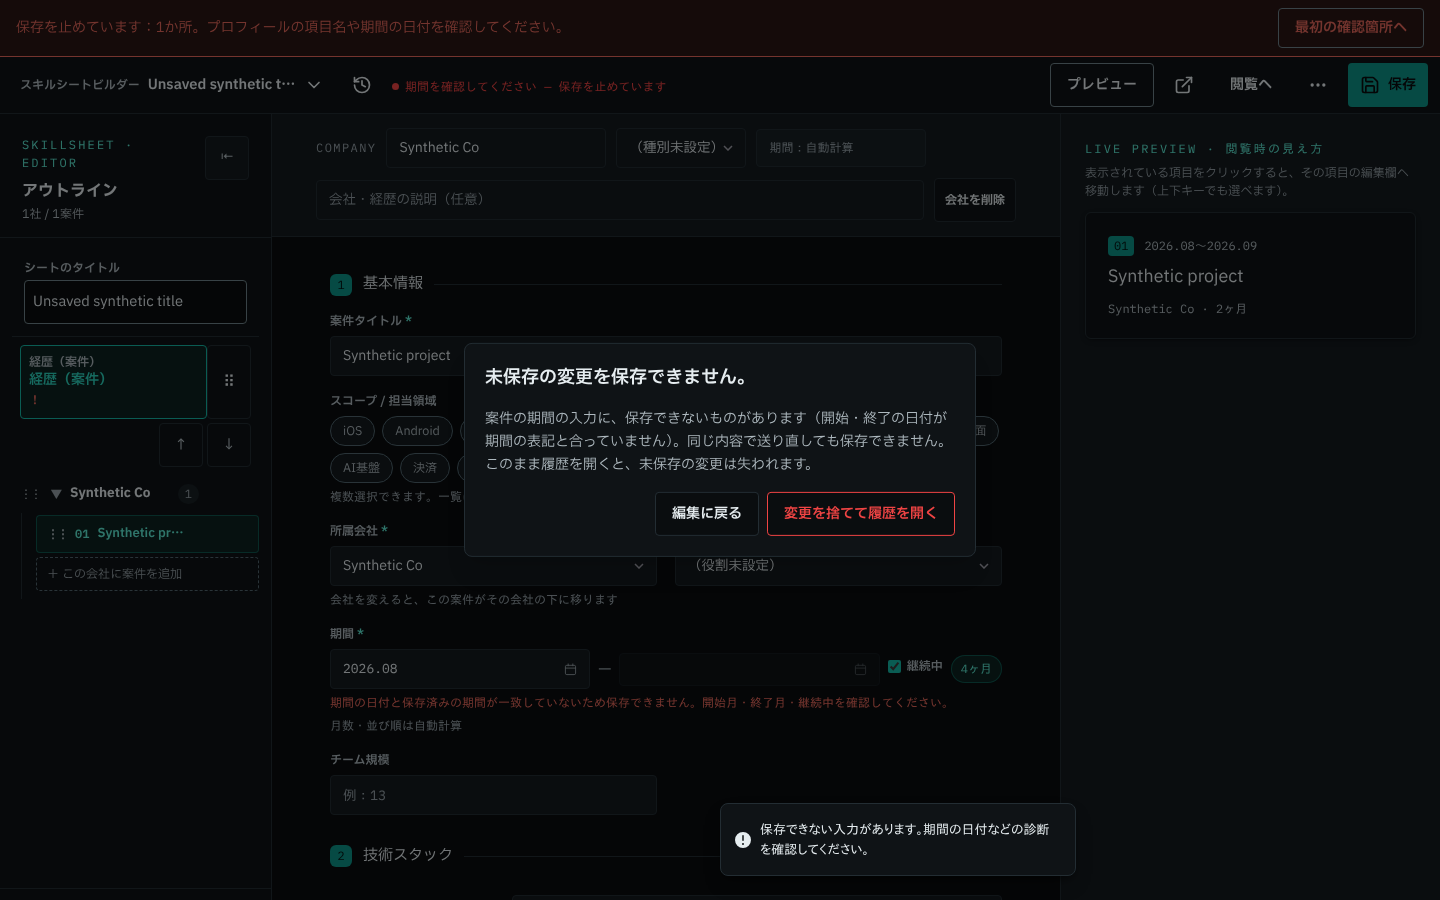 保存を止めています：1か所。プロフィールの項目名や期間の日付を確認してください。
最初の確認箇所へ
スキルシートビルダー
Unsaved synthetic t…
期間を確認してください — 保存を止めています
プレビュー
閲覧へ
保存
SKILLSHEET ·
EDITOR
アウトライン
1社 / 1案件
シートのタイトル
Unsaved synthetic title
経歴（案件）
経歴（案件）
!
↑
↓
Synthetic Co
1
01 Synthetic pr…
＋ この会社に案件を追加
COMPANY
Synthetic Co
（種別未設定）
期間：自動計算
会社・経歴の説明（任意）
会社を削除
1 基本情報
案件タイトル *
Synthetic project
スコープ / 担当領域
iOS
Android
面
AI基盤
決済
複数選択できます。一覧
所属会社 *
Synthetic Co
（役割未設定）
会社を変えると、この案件がその会社の下に移ります
期間 *
2026.08
—
継続中
4ヶ月
期間の日付と保存済みの期間が一致していないため保存できません。開始月・終了月・継続中を確認してください。
月数・並び順は自動計算
チーム規模
例：13
2 技術スタック
未保存の変更を保存できません。
案件の期間の入力に、保存できないものがあります（開始・終了の日付が
期間の表記と合っていません）。同じ内容で送り直しても保存できません。
このまま履歴を開くと、未保存の変更は失われます。
編集に戻る
変更を捨てて履歴を開く
LIVE PREVIEW · 閲覧時の見え方
表示されている項目をクリックすると、その項目の編集欄へ
移動します（上下キーでも選べます）。
01 2026.08〜2026.09
Synthetic project
Synthetic Co · 2ヶ月
保存できない入力があります。期間の日付などの診断
を確認してください。